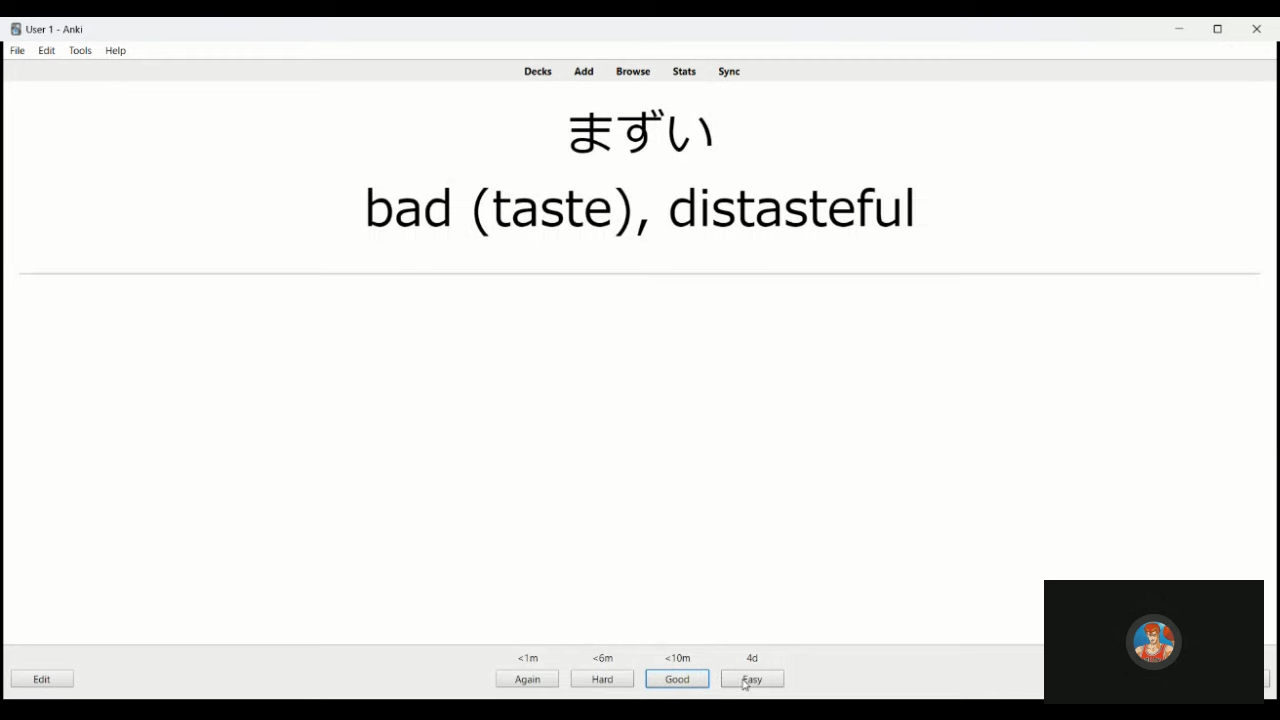 User 1 - Anki
File Edit Tools Help
Decks Add Browse Stats Sync
まずい
bad (taste), distasteful
<1m <6m <10m 4d
Edit Again Hard Good Easy